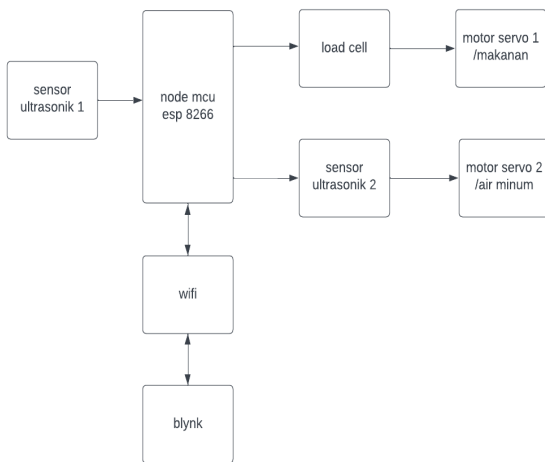 sensor
ultrasonik 1
node mcu
esp 8266
load cell
motor servo 1
/makanan
sensor
ultrasonik 2
motor servo 2
/air minum
wifi
blynk